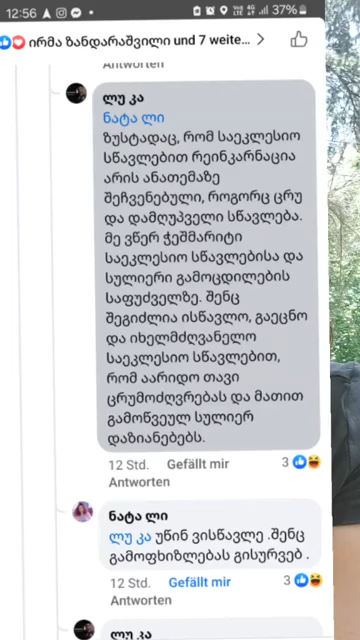 12:56 37%
ირმა ზანდარაშვილი und 7 weite... >
Antworten
ლუ კა
ნატა ლი
ზუსტადაც, რომ საეკლესიო
სწავლებით რეინკარნაცია
არის ანათემაზე
შეჩვენებული, როგორც ცრუ
და დამღუპველი სწავლება.
მე ვწერ ჭეშმარიტი
საეკლესიო სწავლებისა და
სულიერი გამოცდილების
საფუძველზე. შენც
შეგიძლია ისწავლო, გაეცნო
და იხელმძღვანელო
საეკლესიო სწავლებით,
რომ აარიდო თავი
ცრუმოძღვრებას და მათით
გამოწვეულ სულიერ
დაზიანებებს.
12 Std. Gefällt mir 3
Antworten
ნატა ლი
ლუ კა უწინ ვისწავლე .შენც
გამოფხიზლებას გისურვებ .
12 Std. Gefällt mir 3
Antworten
ლუ კა